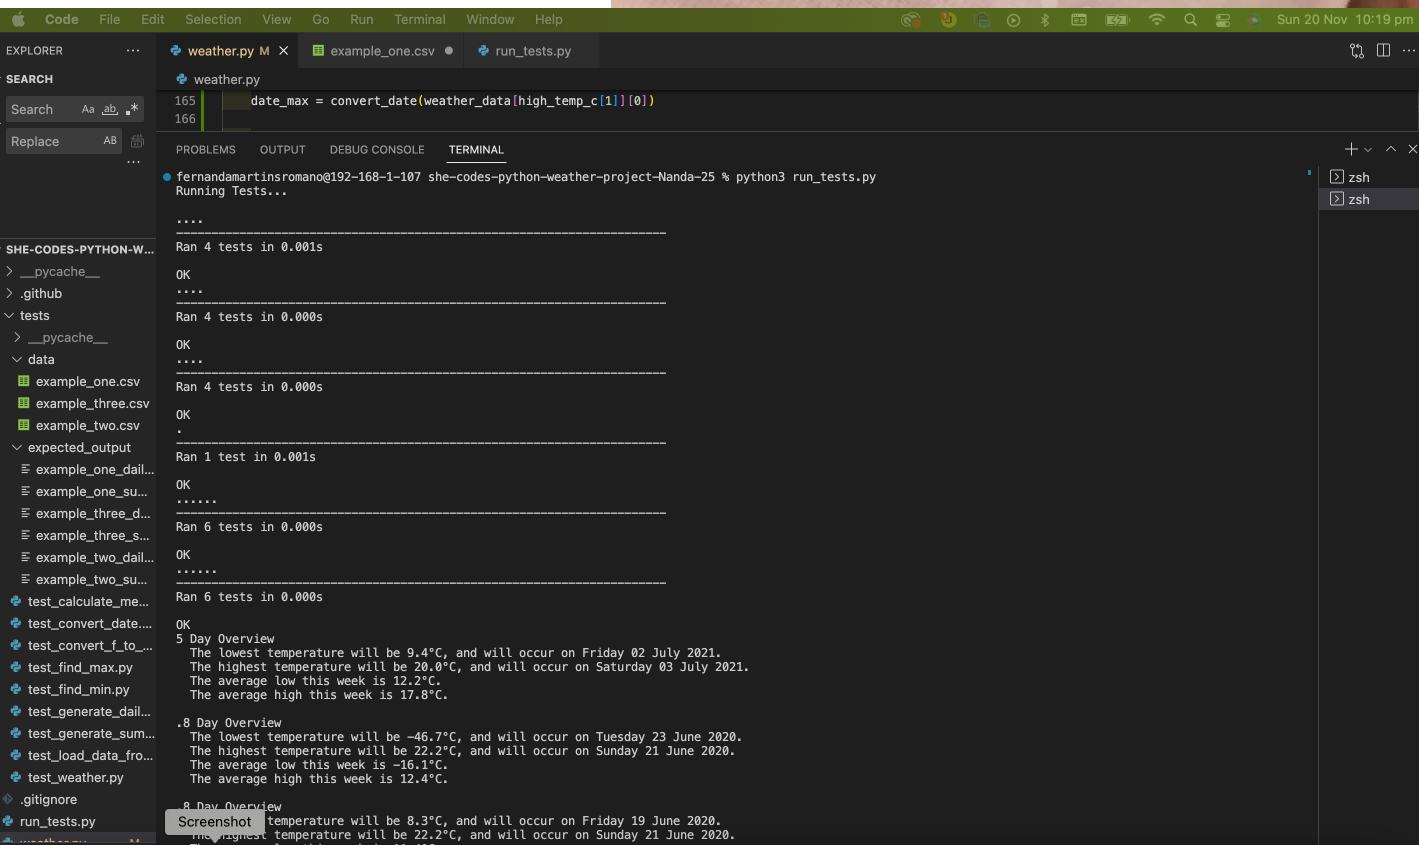 Code File Edit Selection View Go Run Terminal Window Help Sun 20 Nov 10:19 pm
EXPLORER ...
weather.py M
example_one.csv
run_tests.py
SEARCH
weather.py
Search Aa ab
Replace AB
165 date_max = convert_date(weather_data[high_temp_c[1]][0])
166
PROBLEMS OUTPUT DEBUG CONSOLE TERMINAL
fernandamartinsromano@192-168-1-107 she-codes-python-weather-project-Nanda-25 % python3 run_tests.py
Running Tests...
....
----------------------------------------------------------------------
Ran 4 tests in 0.001s
OK
....
----------------------------------------------------------------------
Ran 4 tests in 0.000s
OK
....
----------------------------------------------------------------------
Ran 4 tests in 0.000s
OK
.
----------------------------------------------------------------------
Ran 1 test in 0.001s
OK
......
----------------------------------------------------------------------
Ran 6 tests in 0.000s
OK
......
----------------------------------------------------------------------
Ran 6 tests in 0.000s
OK
5 Day Overview
The lowest temperature will be 9.4°C, and will occur on Friday 02 July 2021.
The highest temperature will be 20.0°C, and will occur on Saturday 03 July 2021.
The average low this week is 12.2°C.
The average high this week is 17.8°C.
.8 Day Overview
The lowest temperature will be -46.7°C, and will occur on Tuesday 23 June 2020.
The highest temperature will be 22.2°C, and will occur on Sunday 21 June 2020.
The average low this week is -16.1°C.
The average high this week is 12.4°C.
.8 Day Overview
temperature will be 8.3°C, and will occur on Friday 19 June 2020.
temperature will be 22.2°C, and will occur on Sunday 21 June 2020.
zsh
zsh
SHE-CODES-PYTHON-W...
__pycache__
.github
tests
__pycache__
data
example_one.csv
example_three.csv
example_two.csv
expected_output
example_one_dail...
example_one_su...
example_three_d...
example_three_s...
example_two_dail...
example_two_su...
test_calculate_me...
test_convert_date....
test_convert_f_to_...
test_find_max.py
test_find_min.py
test_generate_dail...
test_generate_sum...
test_load_data_fro...
test_weather.py
.gitignore
run_tests.py
weather.py M
Screenshot